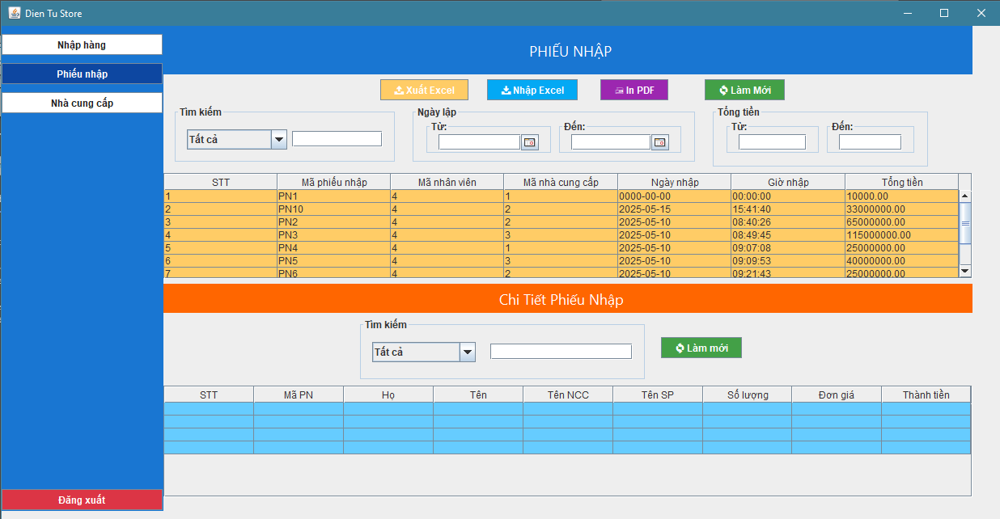 Dien Tu Store
Nhập hàng
Phiếu nhập
Nhà cung cấp
Đăng xuất
PHIẾU NHẬP
Xuất Excel Nhập Excel In PDF Làm Mới
Tìm kiếm Ngày lập Tổng tiền
Từ: Đến: Từ: Đến:
Tất cả
STT Mã phiếu nhập Mã nhân viên Mã nhà cung cấp Ngày nhập Giờ nhập Tổng tiền
1 PN1 4 1 0000-00-00 00:00:00 10000.00
2 PN10 4 2 2025-05-15 15:41:40 33000000.00
3 PN2 4 2 2025-05-10 08:40:26 65000000.00
4 PN3 4 3 2025-05-10 08:49:45 115000000.00
5 PN4 4 1 2025-05-10 09:07:08 25000000.00
6 PN5 4 3 2025-05-10 09:09:53 40000000.00
7 PN6 4 2 2025-05-10 09:21:43 25000000.00
Chi Tiết Phiếu Nhập
Tìm kiếm
Tất cả Làm mới
STT Mã PN Họ Tên Tên NCC Tên SP Số lượng Đơn giá Thành tiền